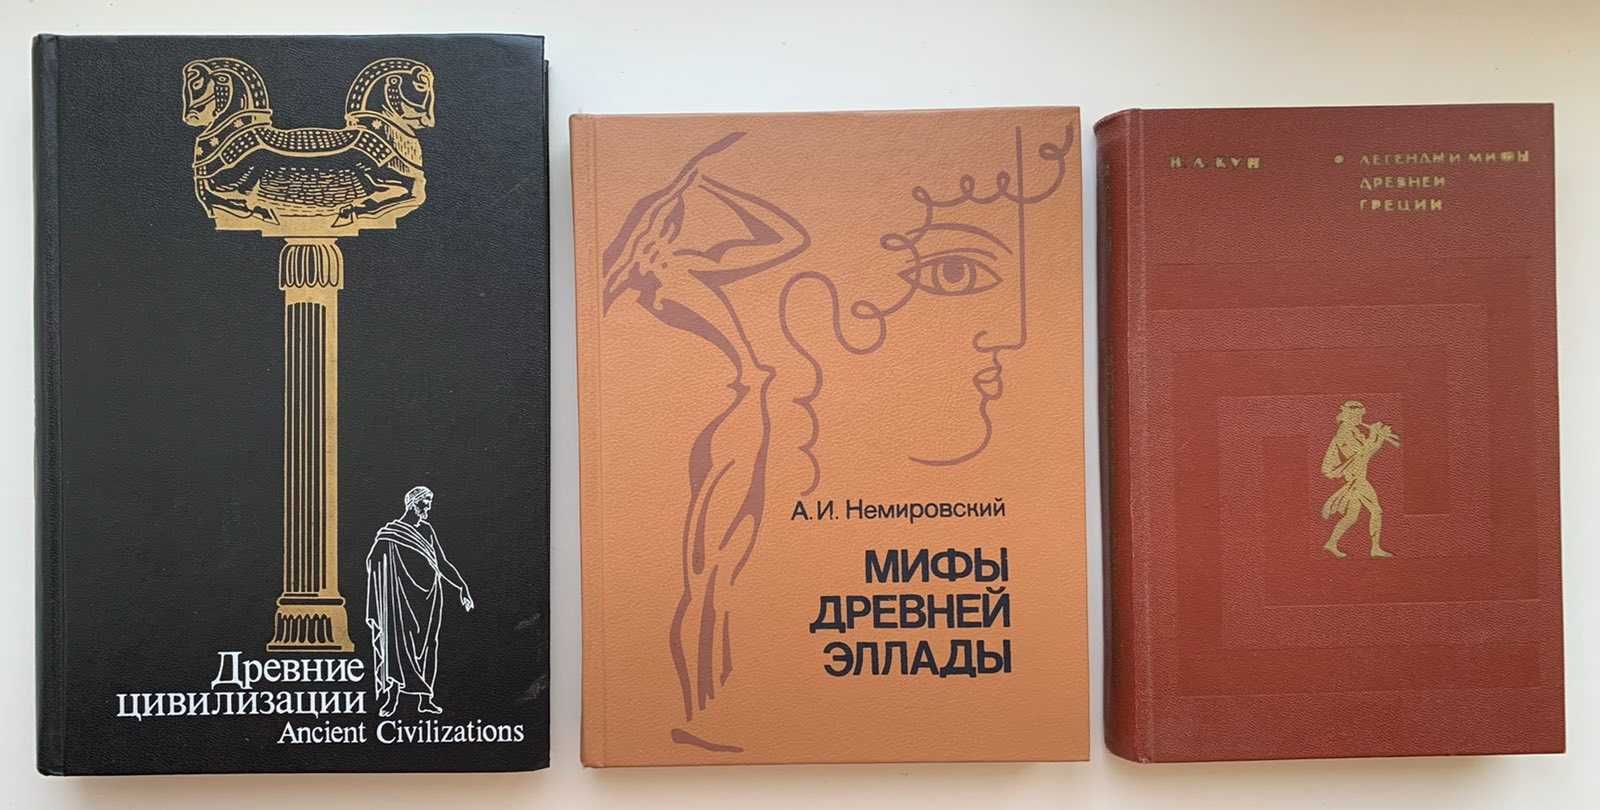 Древние
цивилизации
Ancient Civilizations
А. И. Немировский
МИФЫ
ДРЕВНЕЙ
ЭЛЛАДЫ
Н. А. КУН
ЛЕГЕНДЫ И МИФЫ
ДРЕВНЕЙ
ГРЕЦИИ